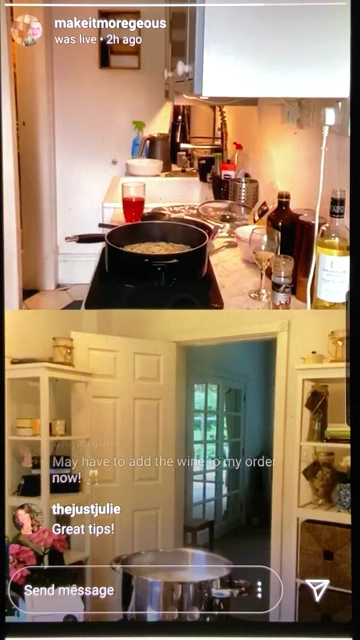 makeitmoregeous
was live • 2h ago
May have to add the wine to my order
now!
thejustjulie
Great tips!
Send message